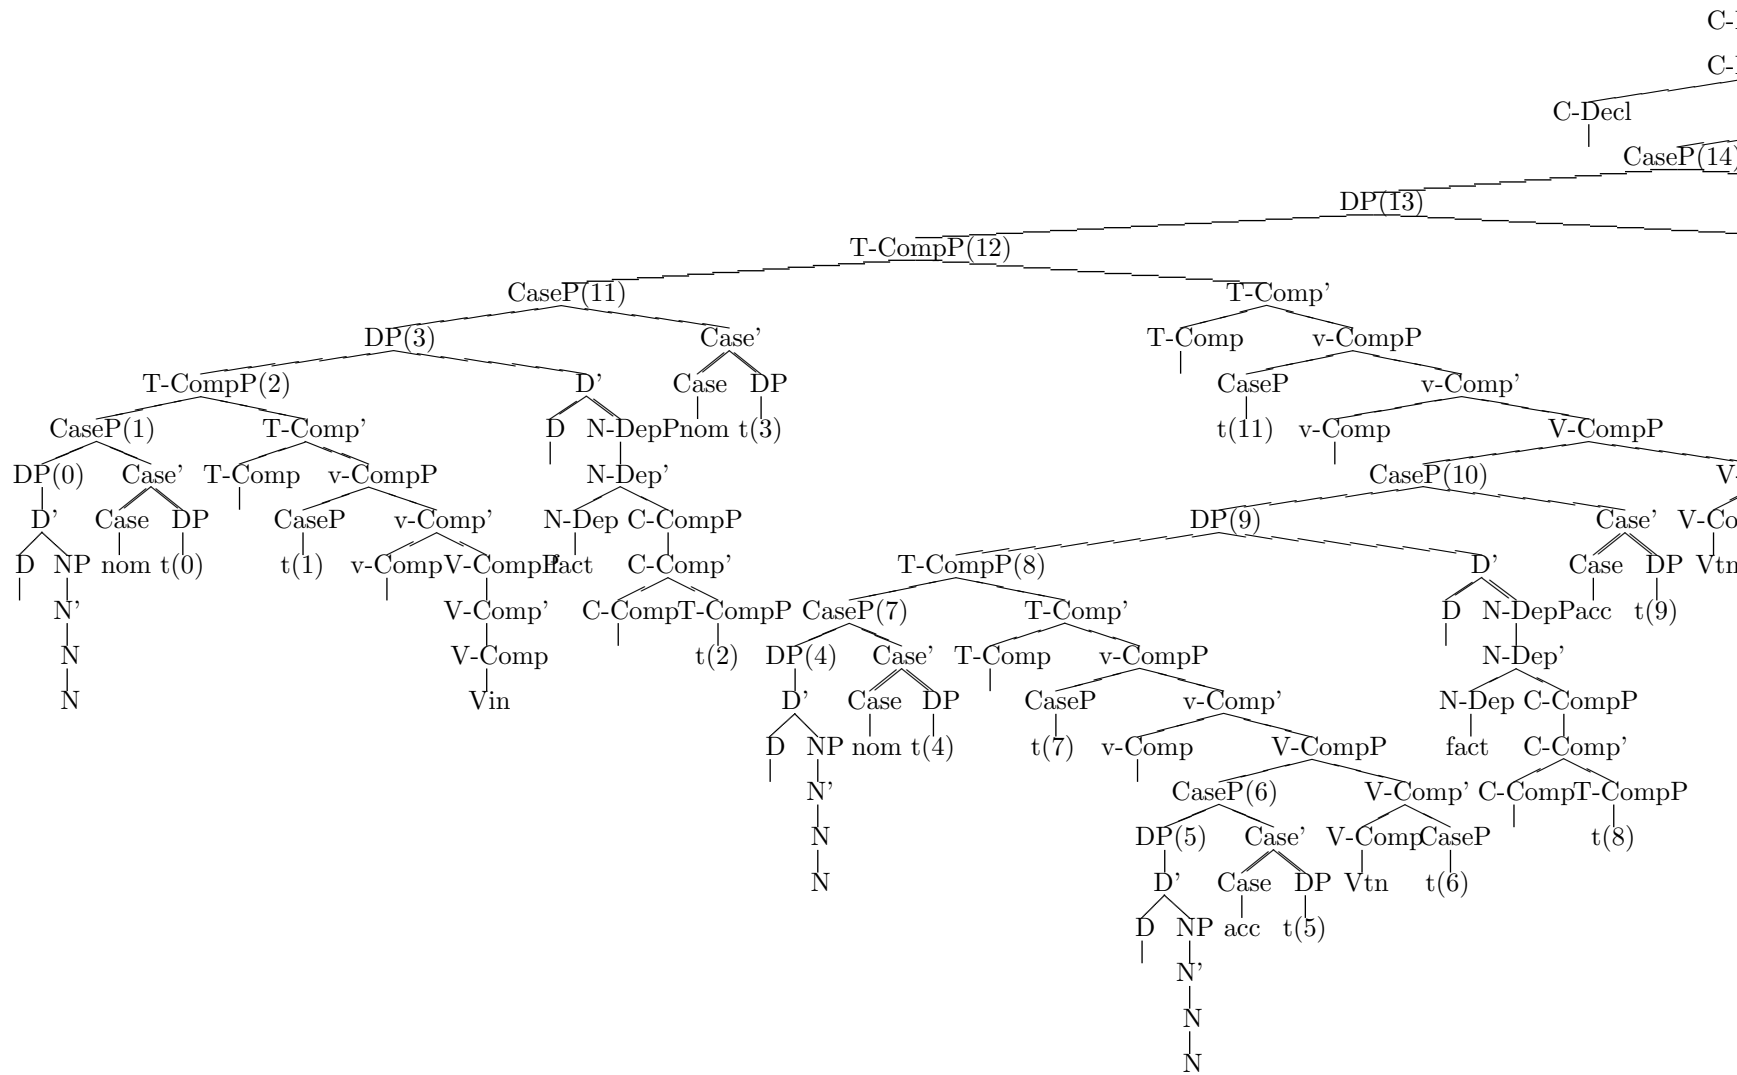 C-
C-
C-Decl
CaseP(14)
DP(13)
T-CompP(12)
CaseP(11) T-Comp'
DP(3) Case' T-Comp v-CompP
T-CompP(2) D' Case DP CaseP v-Comp'
CaseP(1) T-Comp' D N-DepP nom t(3) t(11) v-Comp V-CompP
DP(0) Case' T-Comp v-CompP N-Dep' CaseP(10) V-
D' Case DP CaseP v-Comp' N-Dep C-CompP DP(9) Case' V-Co
D NP nom t(0) t(1) v-Comp V-CompP fact C-Comp' T-CompP(8) D' Case DP Vtn
N' V-Comp' C-Comp T-CompP CaseP(7) T-Comp' D N-DepP acc t(9)
N V-Comp t(2) DP(4) Case' T-Comp v-CompP N-Dep'
N Vin D' Case DP CaseP v-Comp' N-Dep C-CompP
D NP nom t(4) t(7) v-Comp V-CompP fact C-Comp'
N' CaseP(6) V-Comp' C-Comp T-CompP
N DP(5) Case' V-Comp CaseP t(8)
N D' Case DP Vtn t(6)
D NP acc t(5)
N'
N
N